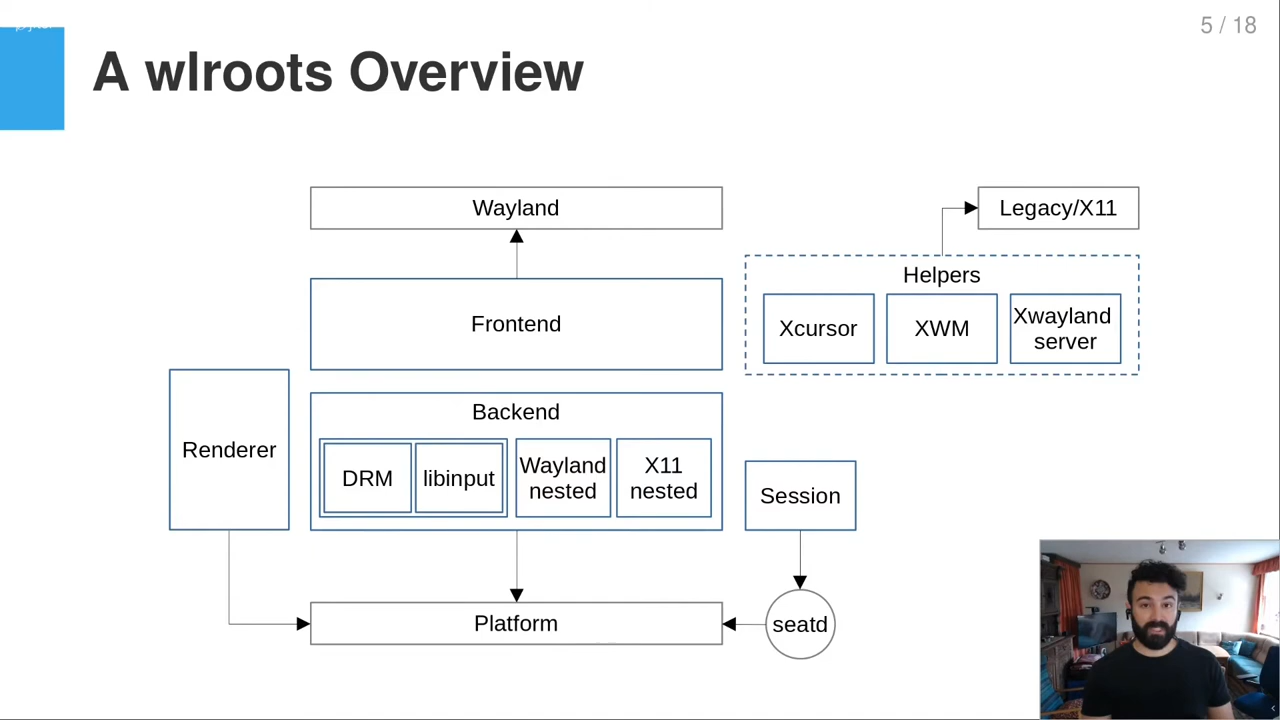 5 / 18
A wlroots Overview
Wayland
Legacy/X11
Helpers
Xcursor
XWM
Xwayland
server
Frontend
Backend
Renderer
DRM
libinput
Wayland
nested
X11
nested
Session
Platform
seatd